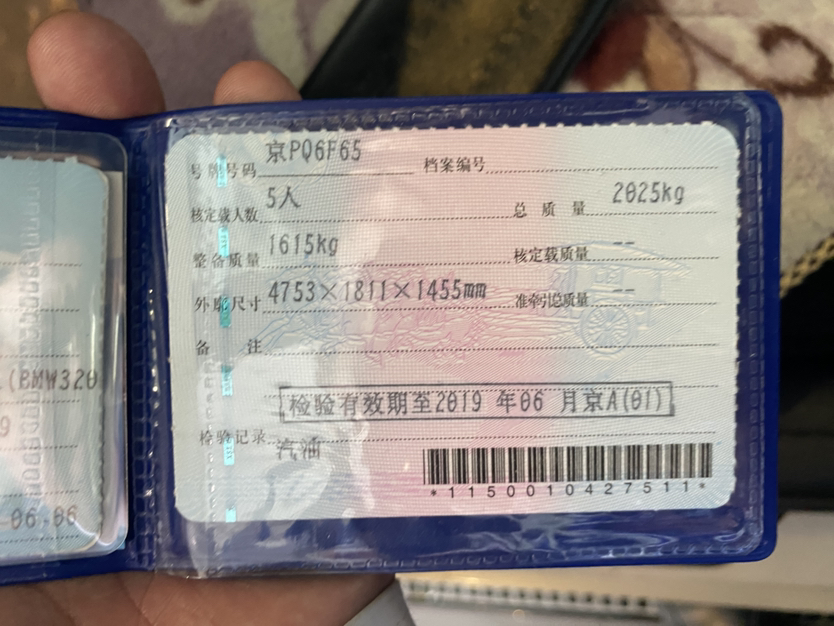 号牌号码 京PQ6F65 档案编号
核定载人数 5人 总质量 2025kg
整备质量 1615kg 核定载质量 --
外廓尺寸 4753×1811×1455mm 准牵引总质量 --
备注
检验有效期至2019年06月京A(01)
检验记录 汽油
*1150010427511*
(BMW320
9
06-06